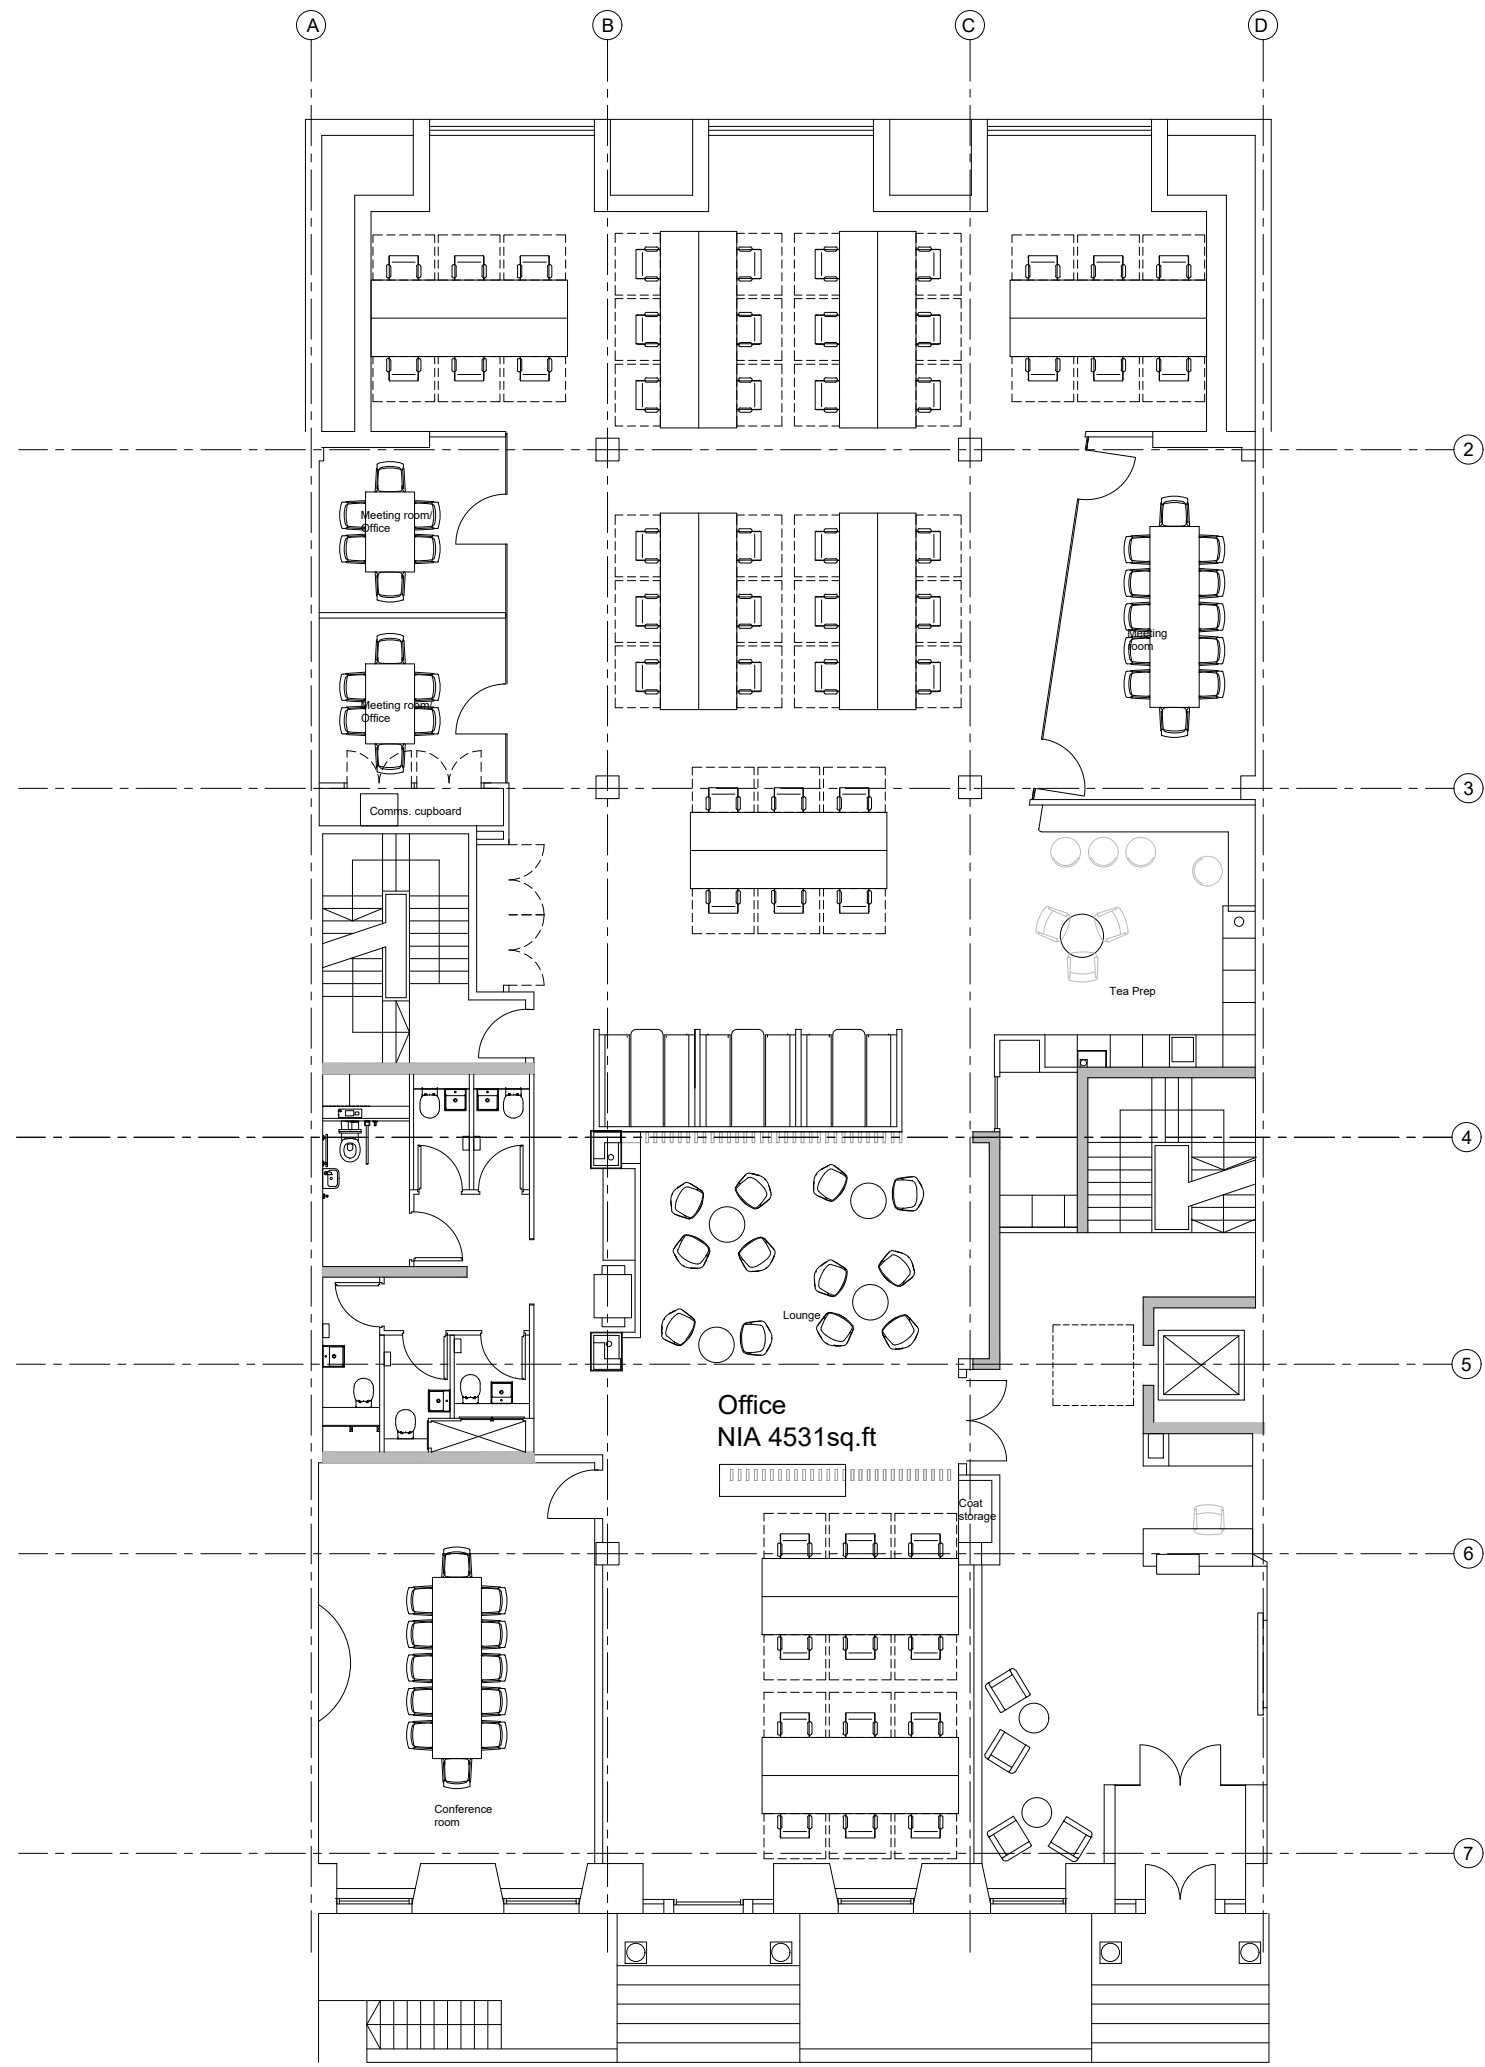 A
B
C
D
2
Meeting room/
Office
Meeting
room
Meeting room/
Office
3
Comms. cupboard
Tea Prep
4
Lounge
5
Office
NIA 4531sq.ft
Coat
storage
6
Conference
room
7